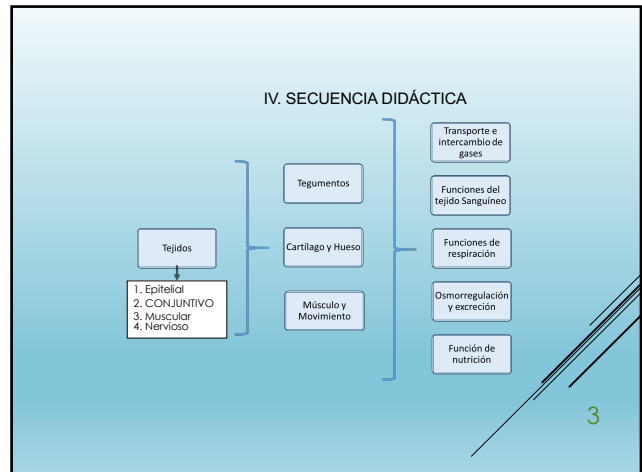 IV. SECUENCIA DIDÁCTICA
Tejidos
1. Epitelial
2. CONJUNTIVO
3. Muscular
4. Nervioso
Tegumentos
Cartílago y Hueso
Músculo y
Movimiento
Transporte e
intercambio de
gases
Funciones del
tejido Sanguíneo
Funciones de
respiración
Osmorregulación
y excreción
Función de
nutrición
3